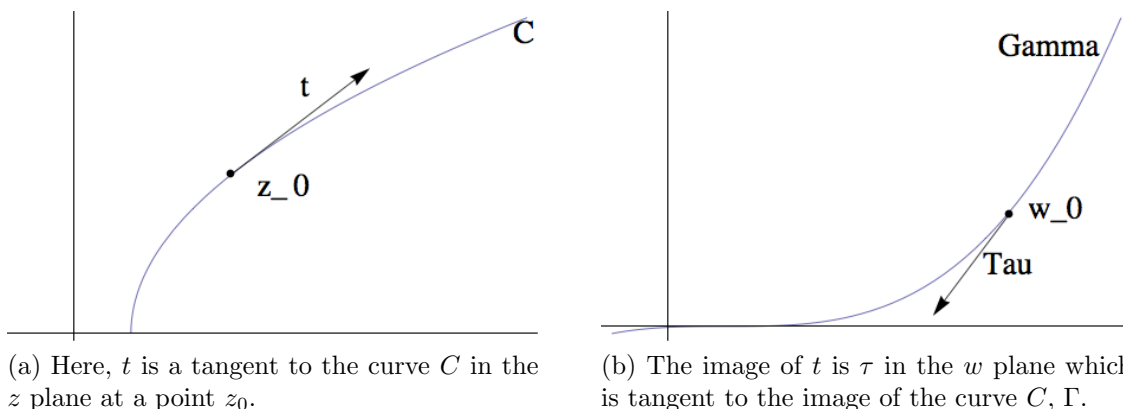 C
t
z_0
Gamma
w_0
Tau
(a) Here, t is a tangent to the curve C in the
z plane at a point z₀.
(b) The image of t is τ in the w plane which
is tangent to the image of the curve C, Γ.